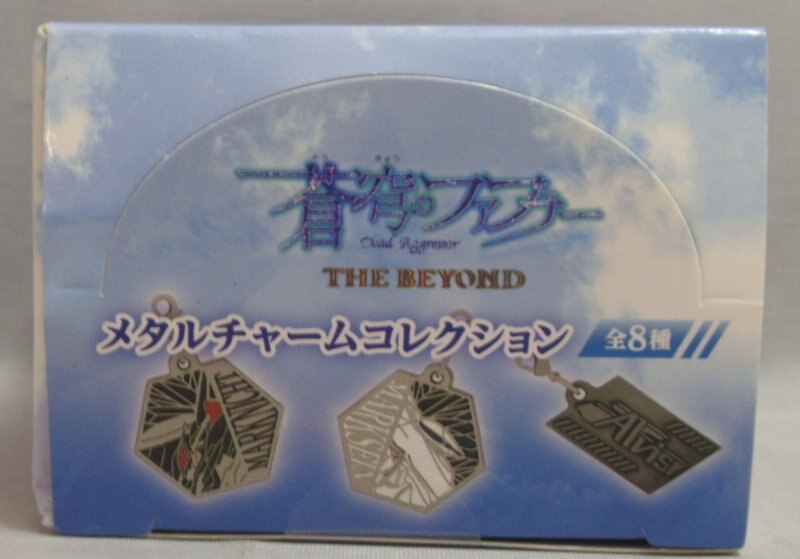 蒼穹のファフナー
Dead Aggressor
THE BEYOND
メタルチャームコレクション
全8種